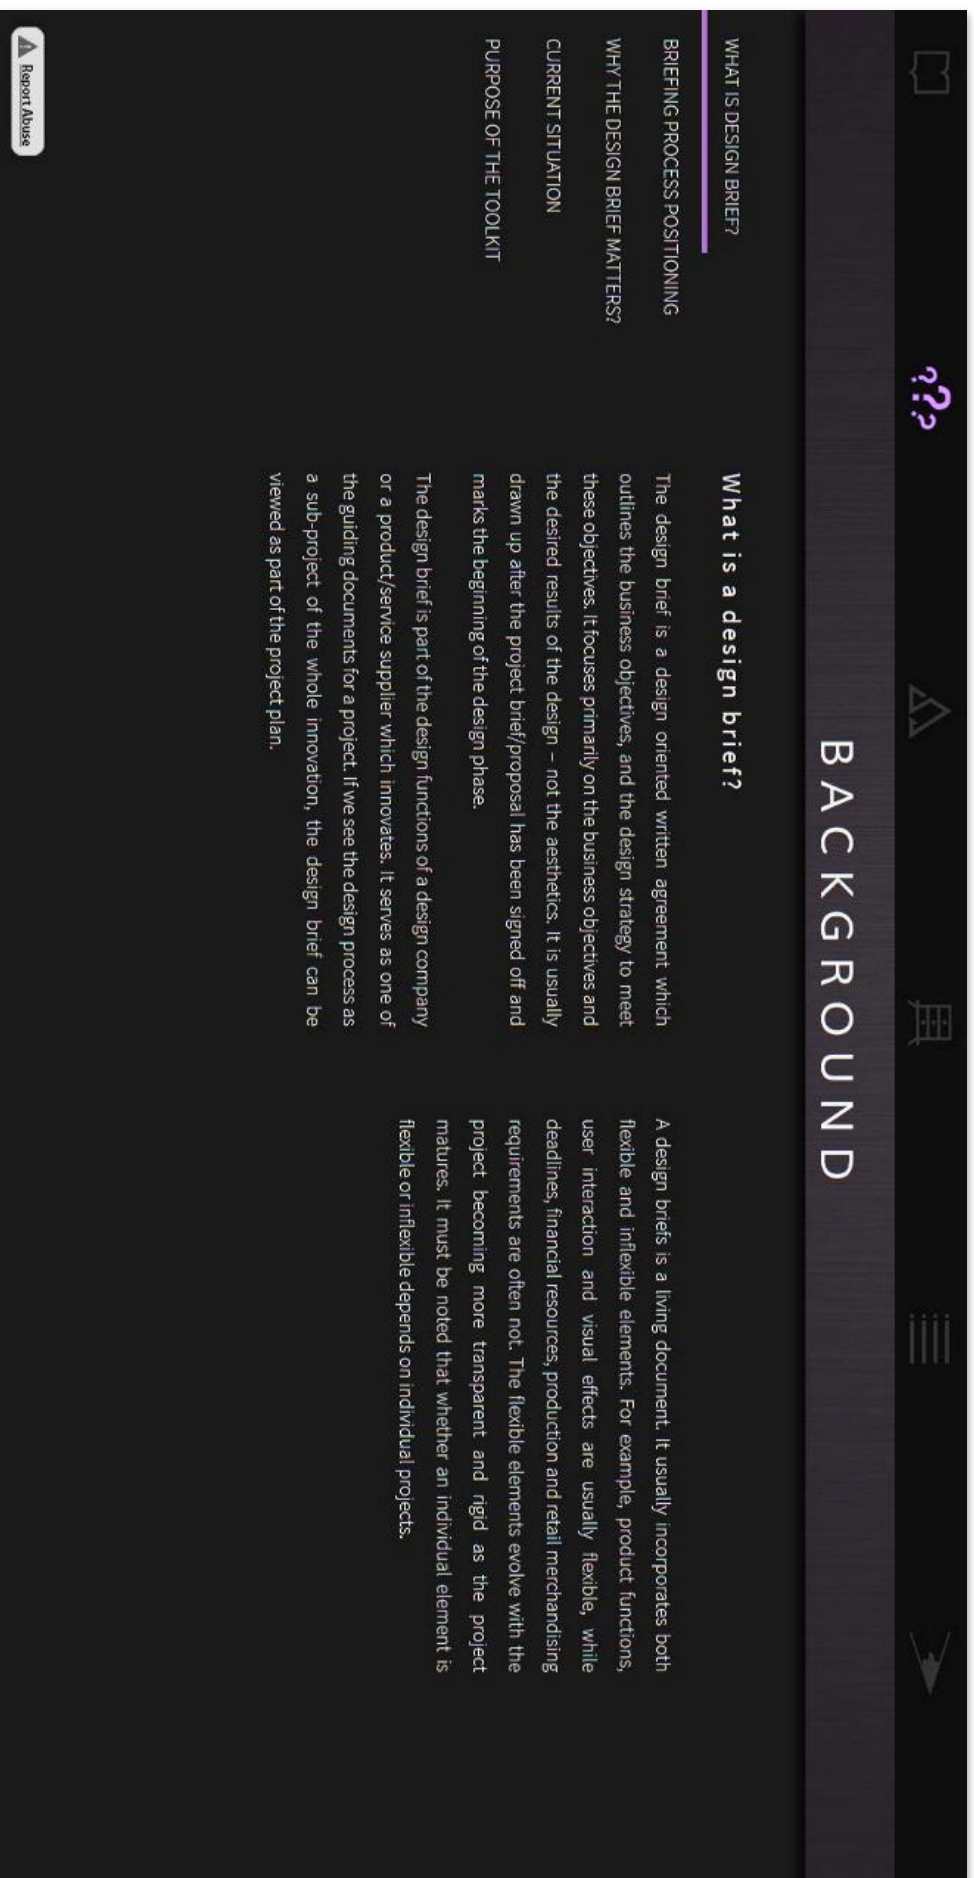 BACKGROUND
WHAT IS DESIGN BRIEF?
BRIEFING PROCESS POSITIONING
WHY THE DESIGN BRIEF MATTERS?
CURRENT SITUATION
PURPOSE OF THE TOOLKIT
What is a design brief?
The design brief is a design oriented written agreement which
outlines the business objectives, and the design strategy to meet
these objectives. It focuses primarily on the business objectives and
the desired results of the design – not the aesthetics. It is usually
drawn up after the project brief/proposal has been signed off and
marks the beginning of the design phase.
The design brief is part of the design functions of a design company
or a product/service supplier which innovates. It serves as one of
the guiding documents for a project. If we see the design process as
a sub-project of the whole innovation, the design brief can be
viewed as part of the project plan.
A design briefs is a living document. It usually incorporates both
flexible and inflexible elements. For example, product functions,
user interaction and visual effects are usually flexible, while
deadlines, financial resources, production and retail merchandising
requirements are often not. The flexible elements evolve with the
project becoming more transparent and rigid as the project
matures. It must be noted that whether an individual element is
flexible or inflexible depends on individual projects.
Report Abuse